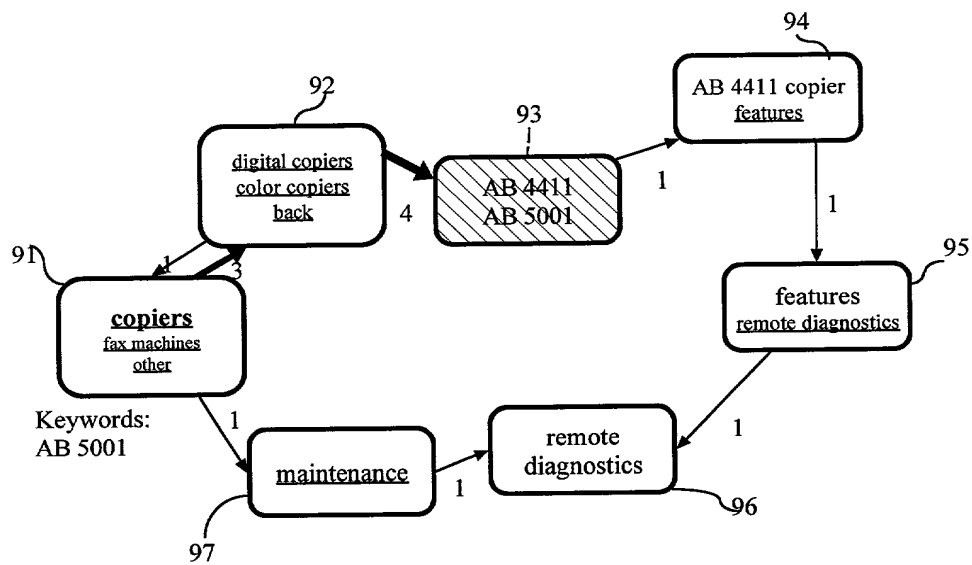 94
AB 4411 copier
features
92
digital copiers
color copiers
back
93
AB 4411
AB 5001
4
1
1
91
1
3
copiers
fax machines
other
95
features
remote diagnostics
Keywords:
AB 5001
1
maintenance
1
remote
diagnostics
1
96
97